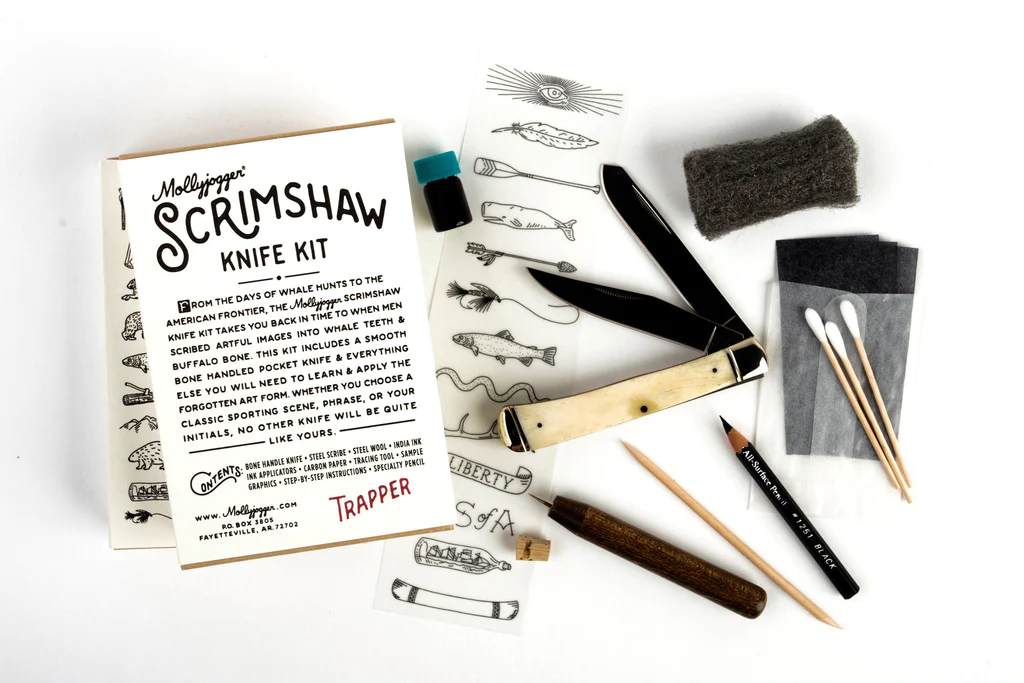 Mollyjogger®
SCRIMSHAW
KNIFE KIT
FROM THE DAYS OF WHALE HUNTS TO THE
AMERICAN FRONTIER, THE Mollyjogger SCRIMSHAW
KNIFE KIT TAKES YOU BACK IN TIME TO WHEN MEN
SCRIBED ARTFUL IMAGES INTO WHALE TEETH &
BUFFALO BONE. THIS KIT INCLUDES A SMOOTH
BONE HANDLED POCKET KNIFE & EVERYTHING
ELSE YOU WILL NEED TO LEARN & APPLY THE
FORGOTTEN ART FORM. WHETHER YOU CHOOSE A
CLASSIC SPORTING SCENE, PHRASE, OR YOUR
INITIALS, NO OTHER KNIFE WILL BE QUITE
LIKE YOURS.
CONTENTS: BONE HANDLE KNIFE • STEEL SCRIBE • STEEL WOOL • INDIA INK
INK APPLICATORS • CARBON PAPER • TRACING TOOL • SAMPLE
GRAPHICS • STEP-BY-STEP INSTRUCTIONS • SPECIALTY PENCIL
WWW.Mollyjogger.COM
P.O. BOX 3805
FAYETTEVILLE, AR. 72702
TRAPPER
LIBERTY
S of A
All-Surface Pencil #1251 BLACK